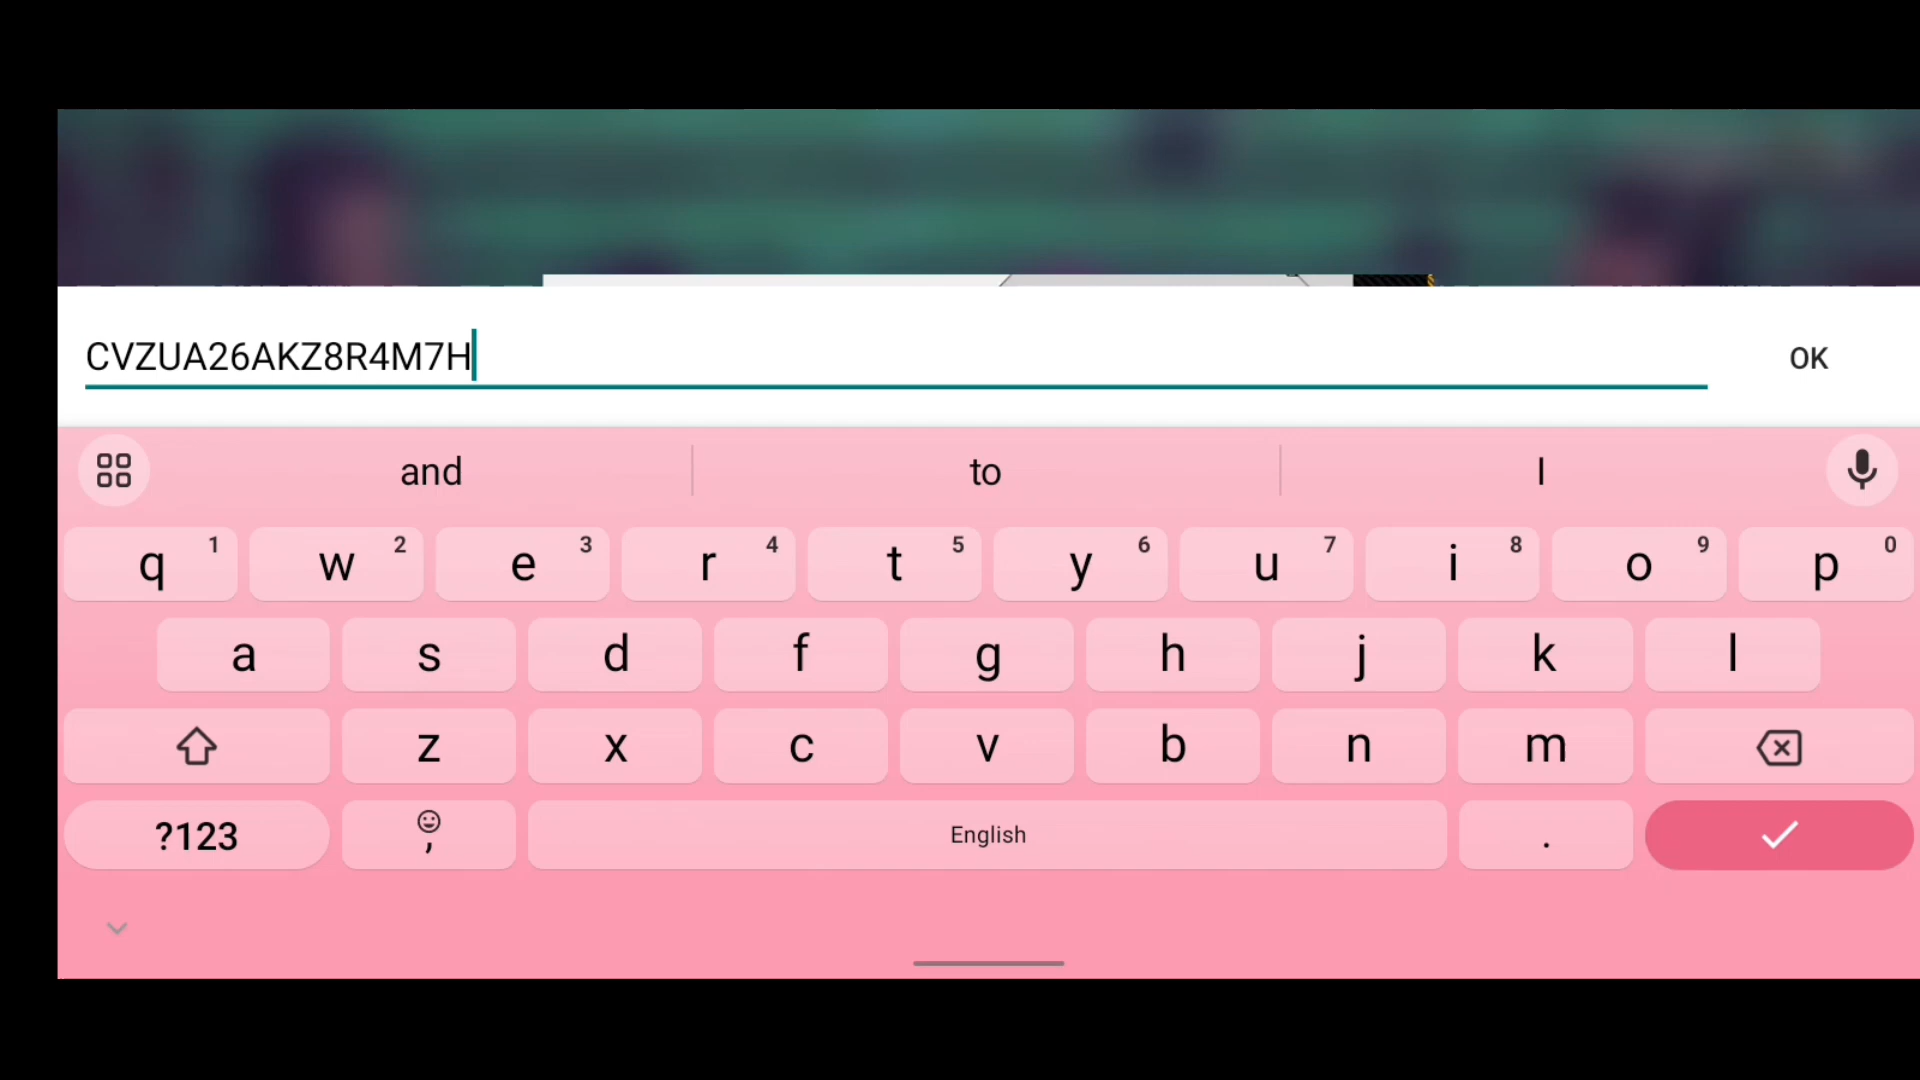 CVZUA26AKZ8R4M7H
OK
and to I
q 1 w 2 e 3 r 4 t 5 y 6 u 7 i 8 o 9 p 0
a s d f g h j k l
z x c v b n m
?123 , English .